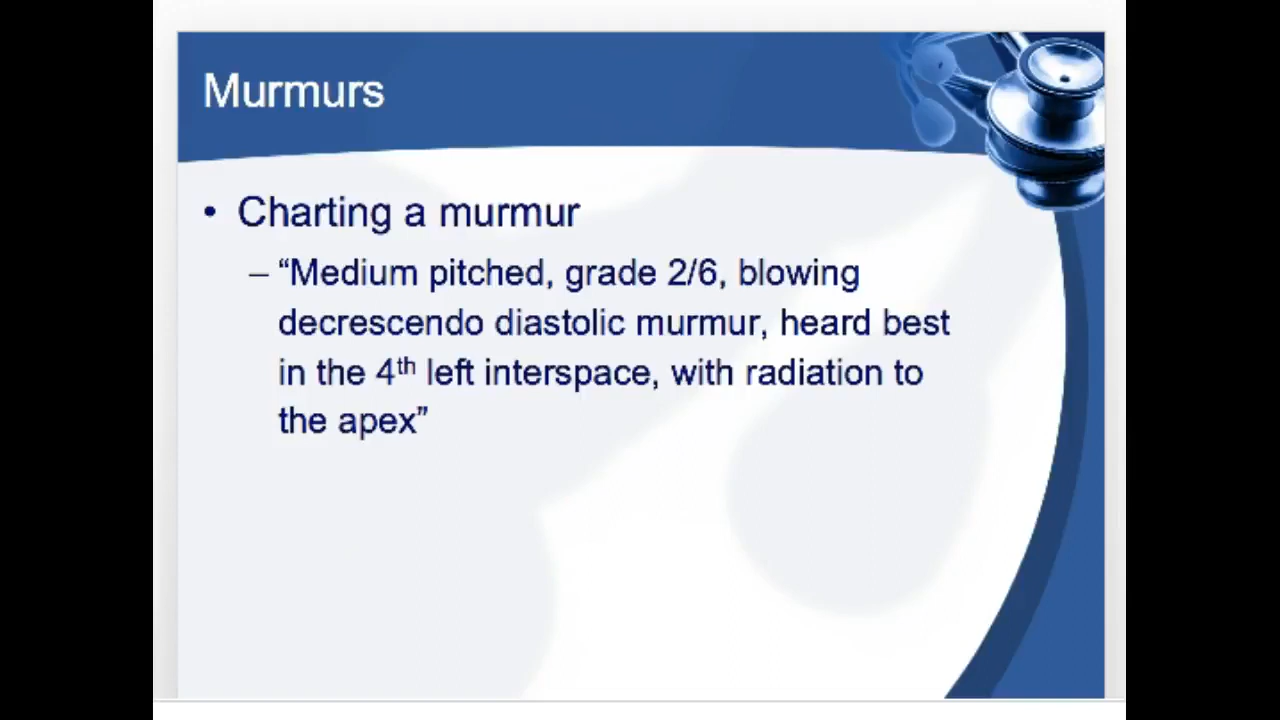 Murmurs
• Charting a murmur
– “Medium pitched, grade 2/6, blowing
decrescendo diastolic murmur, heard best
in the 4th left interspace, with radiation to
the apex”